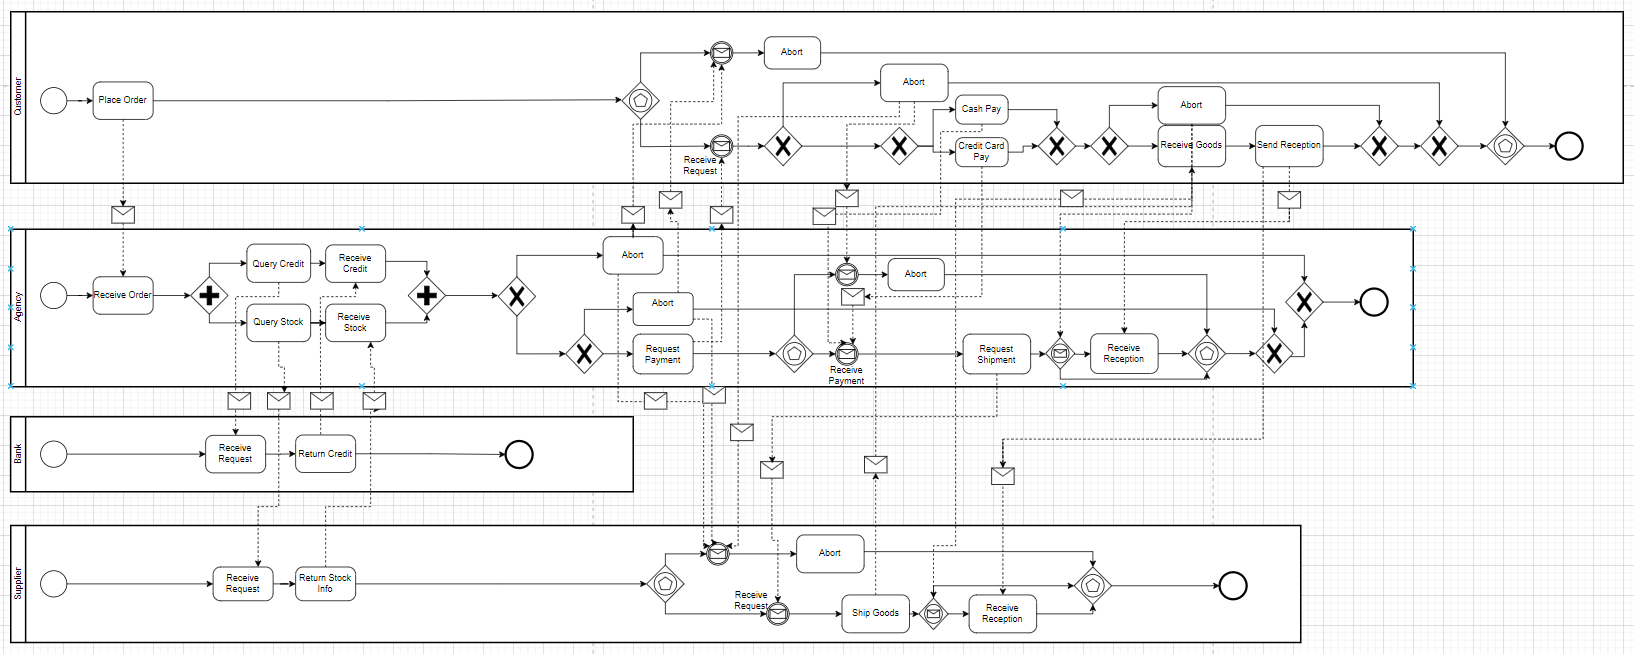 Customer
Place Order
Abort
Abort
Receive
Request
Cash Pay
Credit Card
Pay
Abort
Receive Goods
Send Reception
Agency
Receive Order
Query Credit
Receive
Credit
Query Stock
Receive
Stock
Abort
Abort
Request
Payment
Abort
Receive
Payment
Request
Shipment
Receive
Reception
Bank
Receive
Request
Return Credit
Supplier
Receive
Request
Return Stock
Info
Abort
Receive
Request
Ship Goods
Receive
Reception